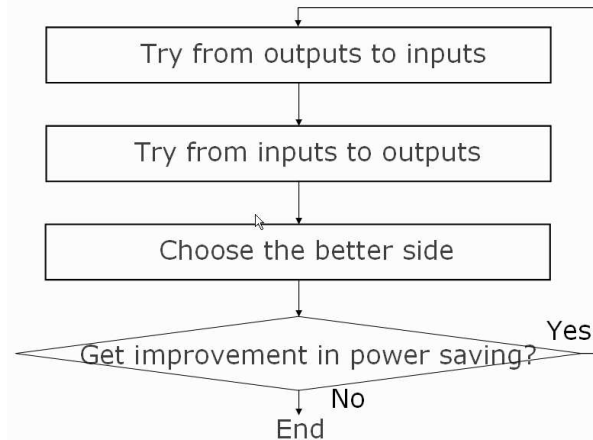 Try from outputs to inputs
Try from inputs to outputs
Choose the better side
Get improvement in power saving?
Yes
No
End